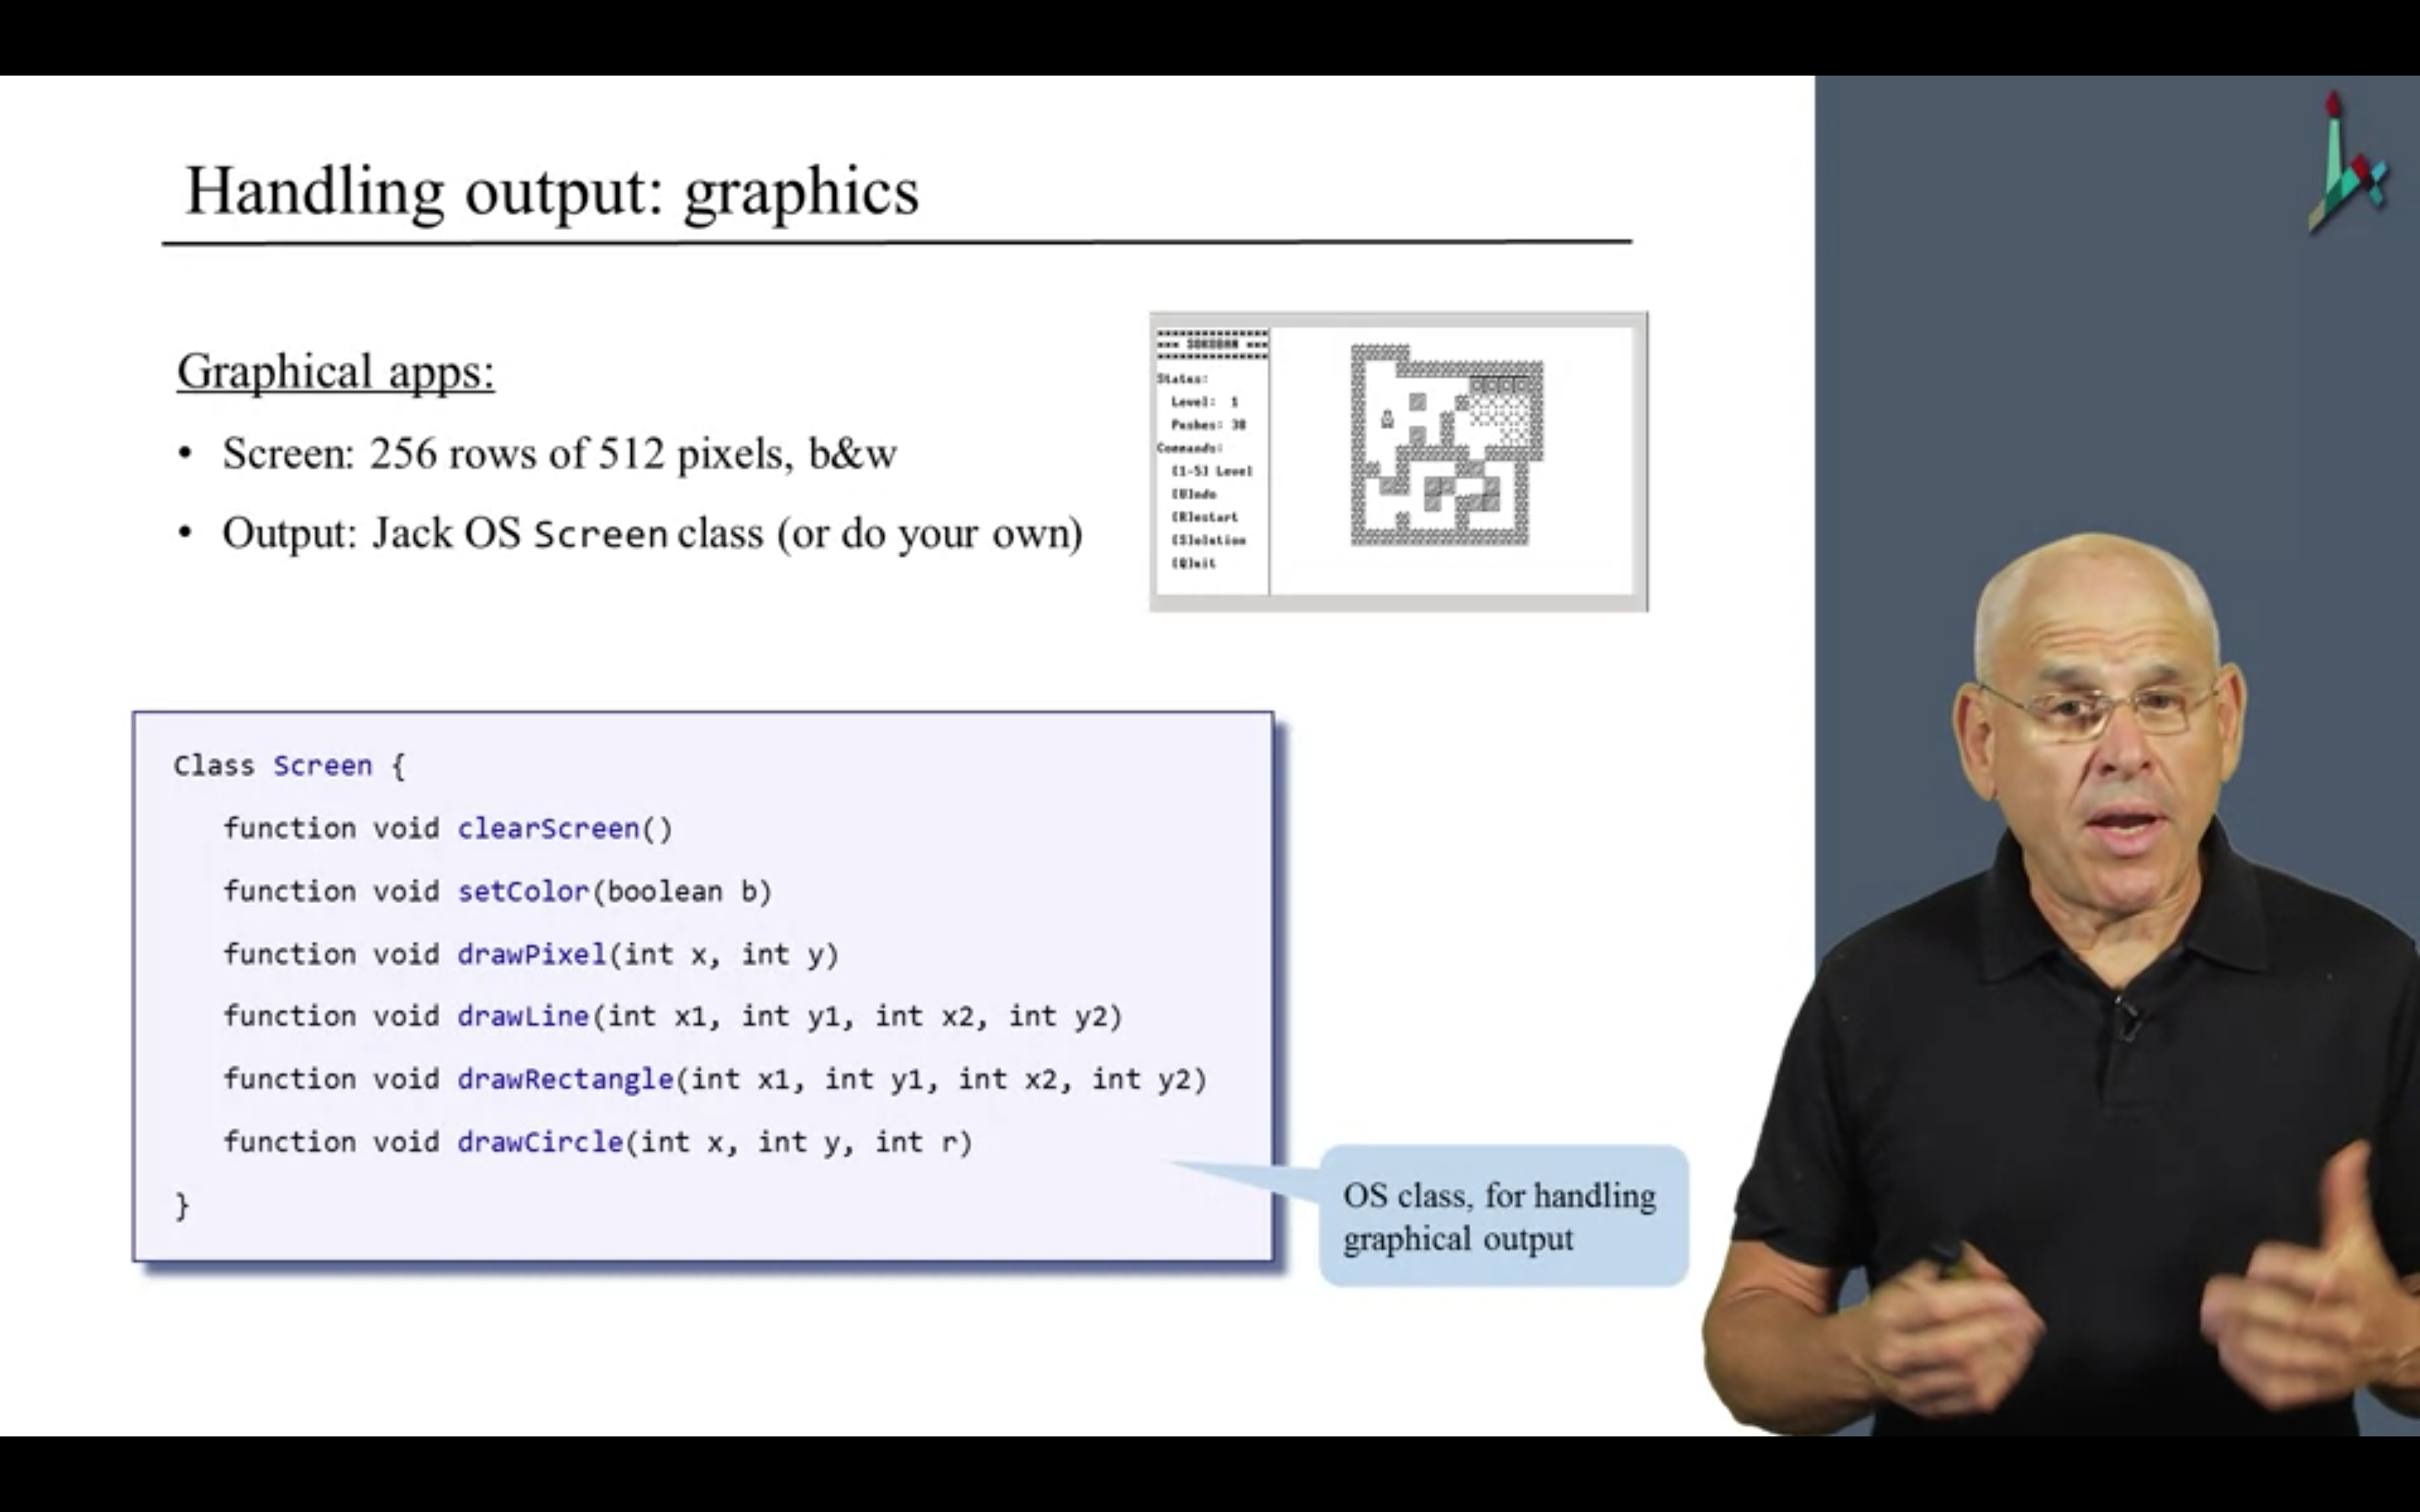 Handling output: graphics
Graphical apps:
• Screen: 256 rows of 512 pixels, b&w
• Output: Jack OS Screen class (or do your own)
*** SOKOBAN ***
Status:
Level: 1
Pushes: 38
Commands:
[1-5] Level
[U]ndo
[R]estart
[S]olution
[Q]uit
Class Screen {
function void clearScreen()
function void setColor(boolean b)
function void drawPixel(int x, int y)
function void drawLine(int x1, int y1, int x2, int y2)
function void drawRectangle(int x1, int y1, int x2, int y2)
function void drawCircle(int x, int y, int r)
}
OS class, for handling
graphical output